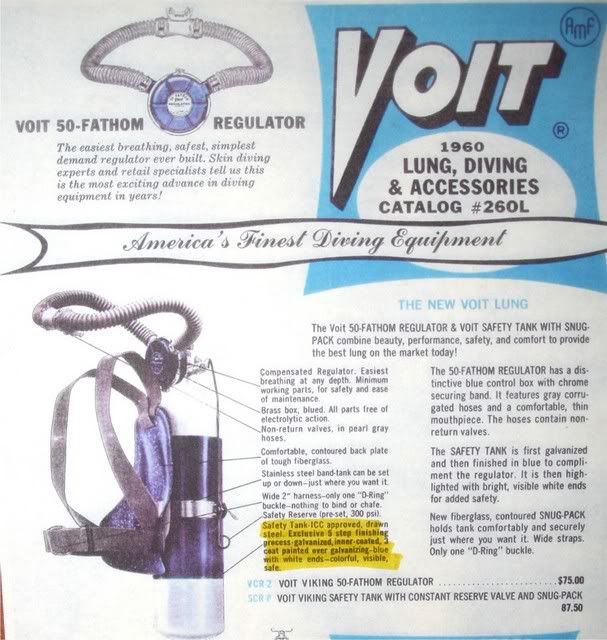 VOIT
®
AMF
1960
LUNG, DIVING
& ACCESSORIES
CATALOG #260L
VOIT 50-FATHOM REGULATOR
The easiest breathing, safest, simplest
demand regulator ever built. Skin diving
experts and retail specialists tell us this
is the most exciting advance in diving
equipment in years!
America's Finest Diving Equipment
THE NEW VOIT LUNG
The Voit 50-FATHOM REGULATOR & VOIT SAFETY TANK WITH SNUG-
PACK combine beauty, performance, safety, and comfort to provide
the best lung on the market today!
Compensated Regulator. Easiest
breathing at any depth. Minimum
working parts, for safety and ease
of maintenance.
Brass box, blued. All parts free of
electrolytic action.
Non-return valves, in pearl gray
hoses.
Comfortable, contoured back plate
of tough fiberglass.
Stainless steel band-tank can be set
up or down—just where you want it.
Wide 2" harness—only one "D-Ring"
buckle—nothing to bind or chafe.
Safety Reserve (pre-set, 300 psi).
Safety Tank-ICC approved, drawn
steel. Exclusive 5 step finishing
process-galvanized, inner-coated, 3
coat painted over galvanizing—blue
with white ends—colorful, visible,
safe.
The 50-FATHOM REGULATOR has a dis-
tinctive blue control box with chrome
securing band. It features gray corru-
gated hoses and a comfortable, thin
mouthpiece. The hoses contain non-
return valves.
The SAFETY TANK is first galvanized
and then finished in blue to compli-
ment the regulator. It is then high-
lighted with bright, visible white ends
for added safety.
New fiberglass, contoured SNUG-PACK
holds tank comfortably and securely
just where you want it. Wide straps.
Only one "D-Ring" buckle.
VCR-2 VOIT VIKING 50-FATHOM REGULATOR ........................ $75.00
SCR-P VOIT VIKING SAFETY TANK WITH CONSTANT RESERVE VALVE AND SNUG-PACK
87.50